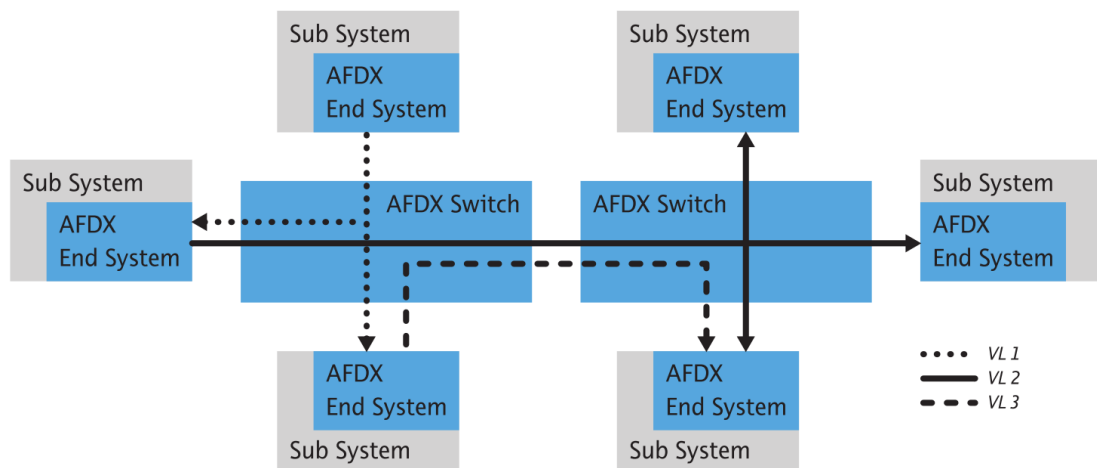 Sub System
AFDX
End System
Sub System
AFDX
End System
Sub System
AFDX
End System
AFDX Switch
AFDX Switch
Sub System
AFDX
End System
AFDX
End System
Sub System
AFDX
End System
Sub System
VL 1
VL 2
VL 3